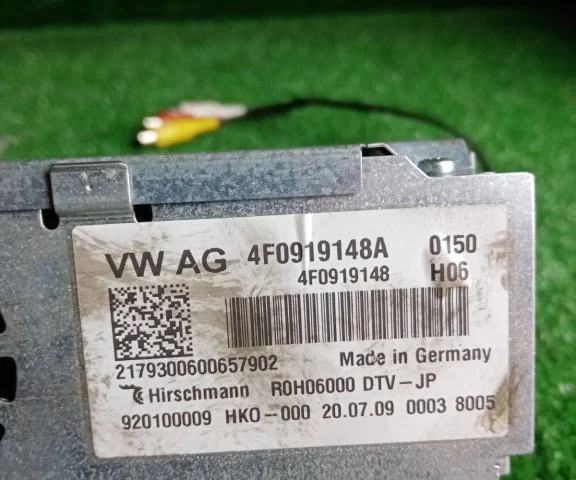 VW AG 4F0919148A 0150
4F0919148 H06
2179300600657902 Made in Germany
Hirschmann R0H06000 DTV-JP
920100009 HK0-000 20.07.09 0003 8005